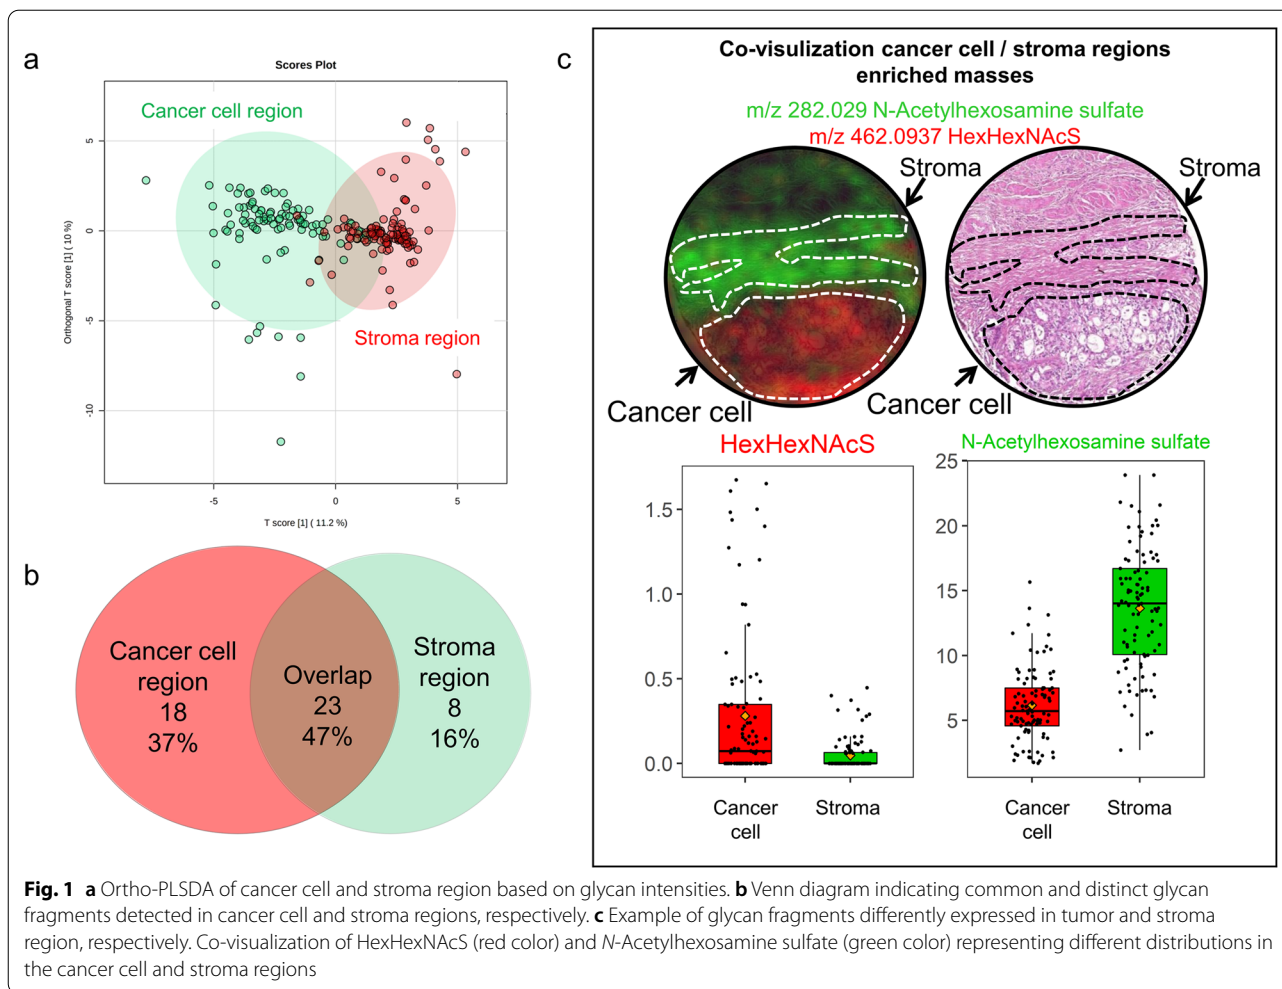 a
Scores Plot
Cancer cell region
Stroma region
Orthogonal T score [1] ( 10 %)
5
0
-5
-10
-5
0
5
T score [1] ( 11.2 %)
b
Cancer cell
region
18
37%
Overlap
23
47%
Stroma
region
8
16%
c
Co-visulization cancer cell / stroma regions
enriched masses
m/z 282.029 N-Acetylhexosamine sulfate
m/z 462.0937 HexHexNAcS
Stroma
Stroma
Cancer cell
Cancer cell
HexHexNAcS
1.5
1.0
0.5
0.0
Cancer
cell
Stroma
N-Acetylhexosamine sulfate
25
20
15
10
5
Cancer
cell
Stroma
Fig. 1 a Ortho-PLSDA of cancer cell and stroma region based on glycan intensities. b Venn diagram indicating common and distinct glycan
fragments detected in cancer cell and stroma regions, respectively. c Example of glycan fragments differently expressed in tumor and stroma
region, respectively. Co-visualization of HexHexNAcS (red color) and N-Acetylhexosamine sulfate (green color) representing different distributions in
the cancer cell and stroma regions